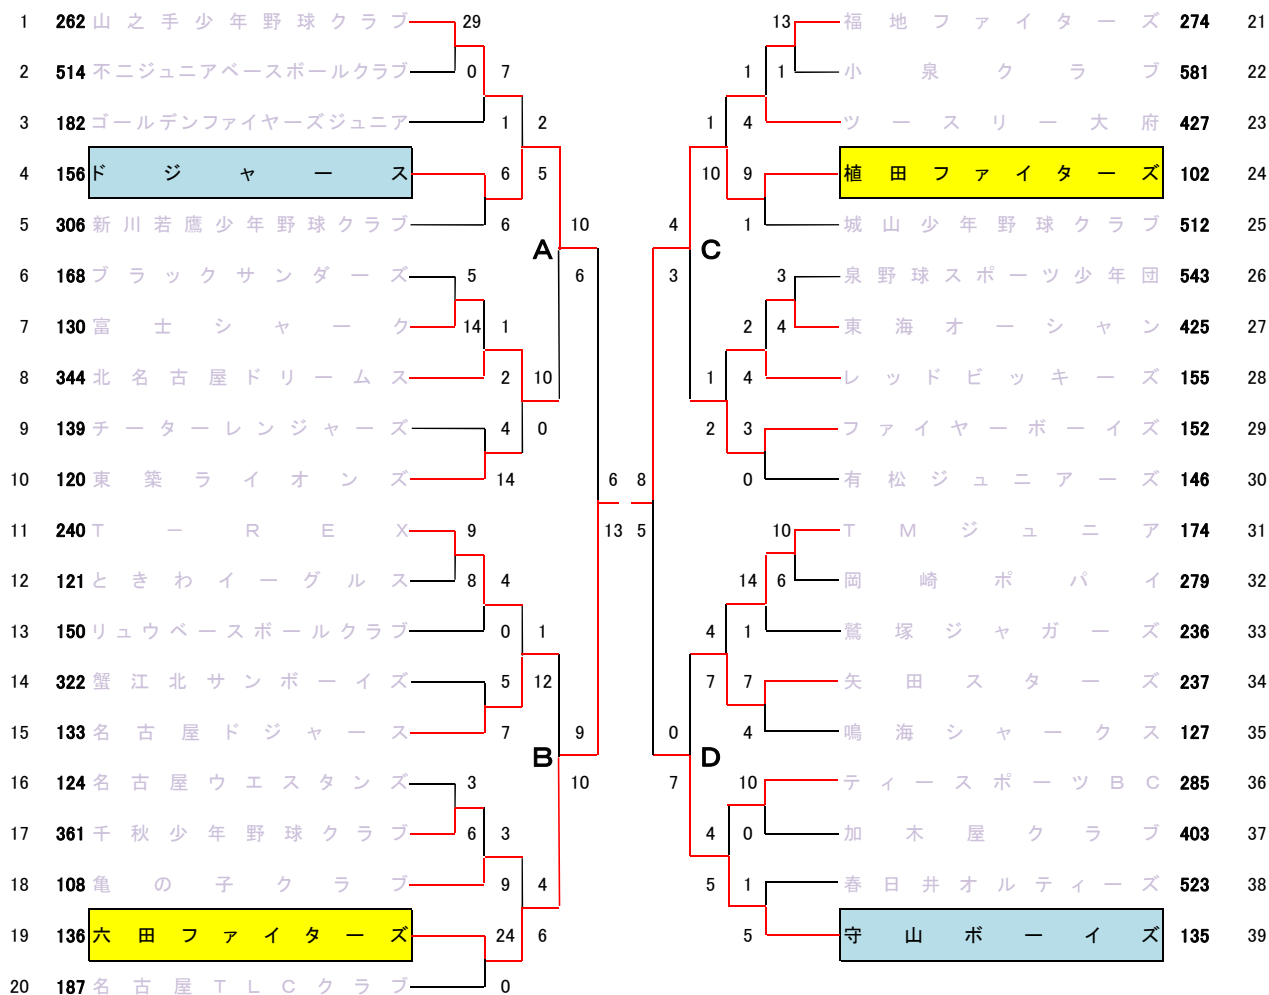 1 262 山之手少年野球クラブ 29 13 福地ファイターズ 274 21
2 514 不二ジュニアベースボールクラブ 0 7 1 1 小泉クラブ 581 22
3 182 ゴールデンファイヤーズジュニア 1 2 1 4 ツースリー大府 427 23
4 156 ドジャース 6 5 10 9 植田ファイターズ 102 24
5 306 新川若鷹少年野球クラブ 6 10 4 1 城山少年野球クラブ 512 25
A C
6 168 ブラックサンダーズ 5 6 3 3 泉野球スポーツ少年団 543 26
7 130 富士シャーク 14 1 2 4 東海オーシャン 425 27
8 344 北名古屋ドリームス 2 10 1 4 レッドビッキーズ 155 28
9 139 チーターレンジャーズ 4 0 2 3 ファイヤーボーイズ 152 29
10 120 東築ライオンズ 14 6 8 0 有松ジュニアーズ 146 30
11 240 T－REX 9 13 5 10 TMジュニア 174 31
12 121 ときわイーグルス 8 4 14 6 岡崎ポパイ 279 32
13 150 リュウベースボールクラブ 0 1 4 1 鷲塚ジャガーズ 236 33
14 322 蟹江北サンボーイズ 5 12 7 7 矢田スターズ 237 34
15 133 名古屋ドジャース 7 9 0 4 鳴海シャークス 127 35
B D
16 124 名古屋ウエスタンズ 3 10 7 10 ティースポーツBC 285 36
17 361 千秋少年野球クラブ 6 3 4 0 加木屋クラブ 403 37
18 108 亀の子クラブ 9 4 5 1 春日井オルティーズ 523 38
19 136 六田ファイターズ 24 6 5 守山ボーイズ 135 39
20 187 名古屋TLCクラブ 0